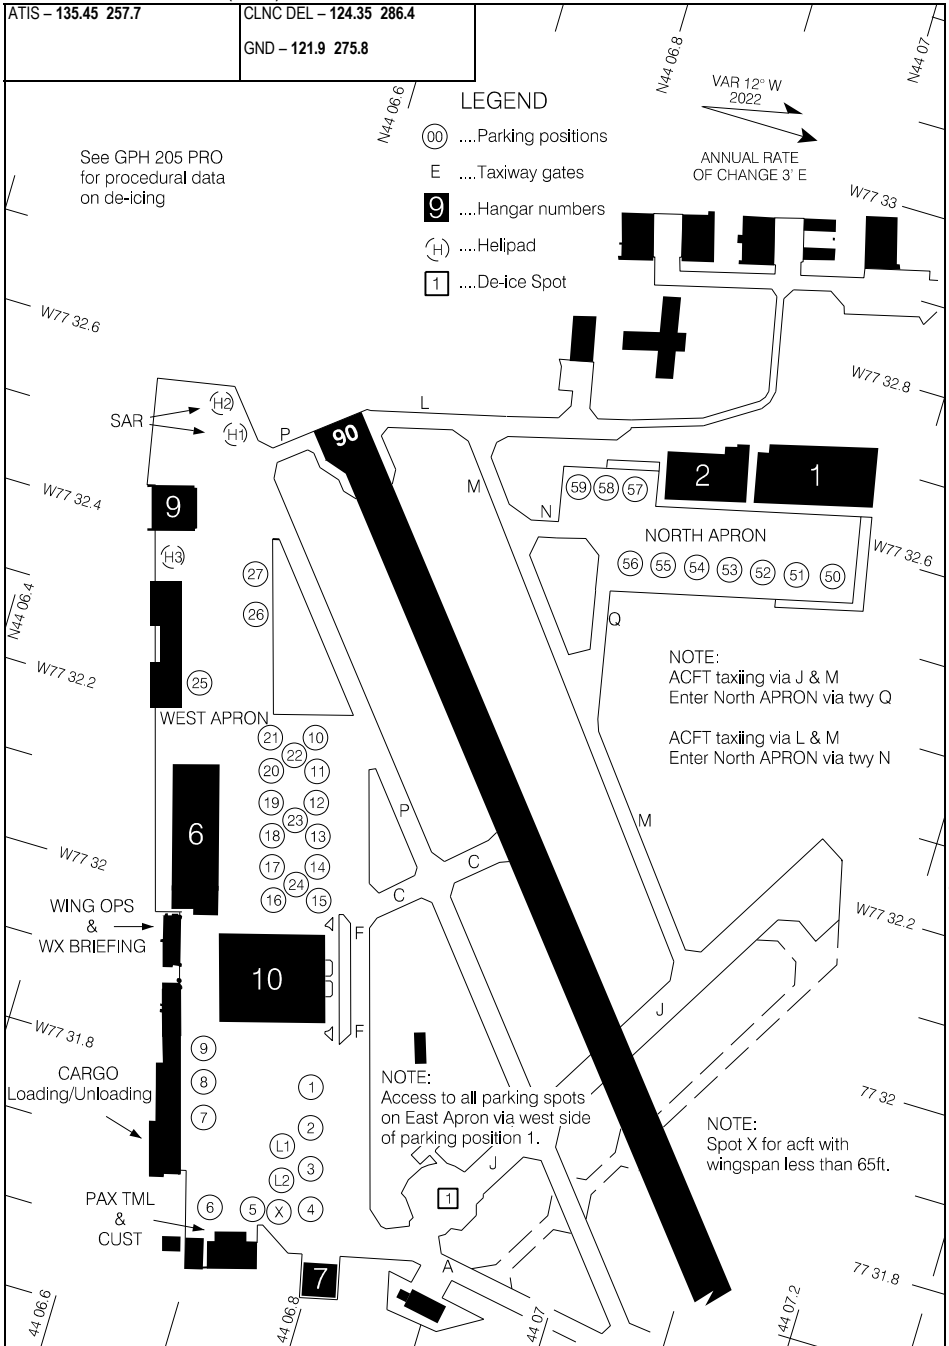 ATIS – 135.45 257.7
CLNC DEL – 124.35 286.4
GND – 121.9 275.8
N44 06.6
N44 06.8
N44 07
VAR 12° W
2022
ANNUAL RATE
OF CHANGE 3' E
LEGEND
00 ....Parking positions
E ....Taxiway gates
9 ....Hangar numbers
H ....Helipad
1 ....De-ice Spot
See GPH 205 PRO
for procedural data
on de-icing
W77 33
W77 32.6
W77 32.8
SAR
H2
H1
P
90
L
M
W77 32.4
9
H3
N
59 58 57
2
1
NORTH APRON
56 55 54 53 52 51 50
W77 32.6
27
26
N44 06.4
Q
W77 32.2
25
WEST APRON
NOTE:
ACFT taxiing via J & M
Enter North APRON via twy Q
ACFT taxiing via L & M
Enter North APRON via twy N
21 10
22
20 11
19 12
23
18 13
17 14
24
16 15
6
P
C
C
M
W77 32
W77 32.2
WING OPS
&
WX BRIEFING
10
F
F
J
W77 31.8
CARGO
Loading/Unloading
9
8
7
1
2
L1
3
L2
4
6
5
X
NOTE:
Access to all parking spots
on East Apron via west side
of parking position 1.
J
1
77 32
NOTE:
Spot X for acft with
wingspan less than 65ft.
PAX TML
&
CUST
7
A
77 31.8
44 06.6
44 06.8
44 07
44 07.2